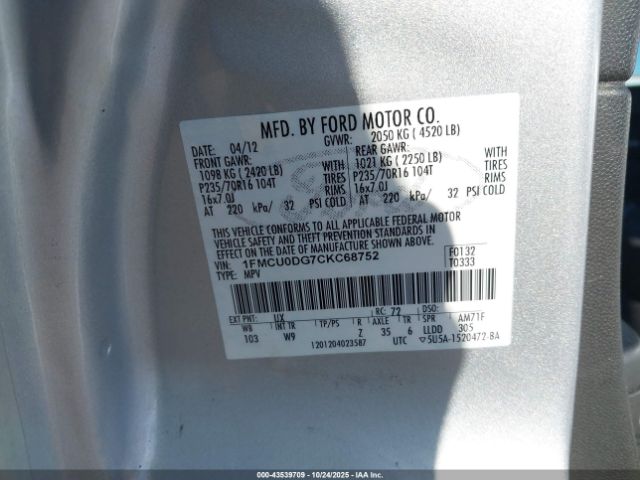 MFD. BY FORD MOTOR CO.
DATE: 04/12 GVWR: 2050 KG ( 4520 LB)
FRONT GAWR: REAR GAWR:
1098 KG ( 2420 LB) WITH 1021 KG ( 2250 LB) WITH
P235/70R16 104T TIRES P235/70R16 104T TIRES
16x7.0J RIMS 16x7.0J RIMS
AT 220 kPa/ 32 PSI COLD AT 220 kPa/ 32 PSI COLD
THIS VEHICLE CONFORMS TO ALL APPLICABLE FEDERAL MOTOR
VEHICLE SAFETY AND THEFT PREVENTION STANDARDS IN
EFFECT ON THE DATE OF MANUFACTURE SHOWN ABOVE.
VIN: 1FMCU0DG7CKC68752 F0132
TYPE: MPV T0333
EXT PNT: UX RC: 72 DSO:
WB INT TR TP/PS R AXLE TR SPR AM71F
103 W9 Z 35 6 LLDD 305
1201204023587 UTC ▽5U5A-1520472-BA
000-43539709 - 10/24/2025 - IAAI.COM